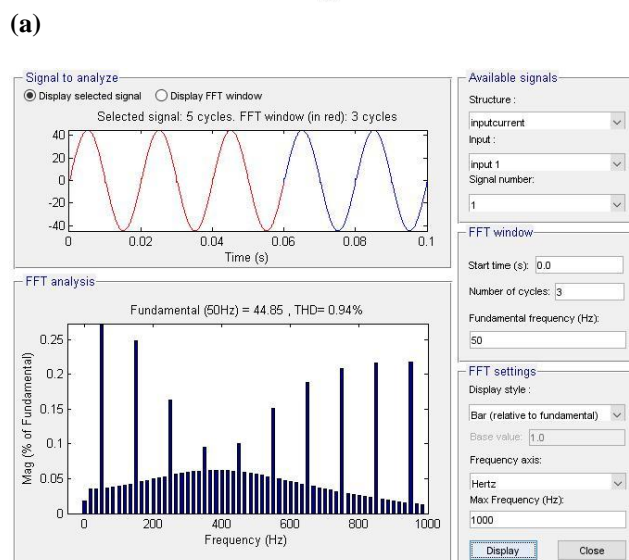 (a)
Signal to analyze
Display selected signal Display FFT window
Selected signal: 5 cycles. FFT window (in red): 3 cycles
40
20
0
-20
-40
0 0.02 0.04 0.06 0.08 0.1
Time (s)
FFT analysis
Fundamental (50Hz) = 44.85 , THD= 0.94%
Mag (% of Fundamental)
0.25
0.2
0.15
0.1
0.05
0
0 200 400 600 800 1000
Frequency (Hz)
Available signals
Structure :
inputcurrent
Input :
input 1
Signal number:
1
FFT window
Start time (s): 0.0
Number of cycles: 3
Fundamental frequency (Hz):
50
FFT settings
Display style :
Bar (relative to fundamental)
Base value: 1.0
Frequency axis:
Hertz
Max Frequency (Hz):
1000
Display Close